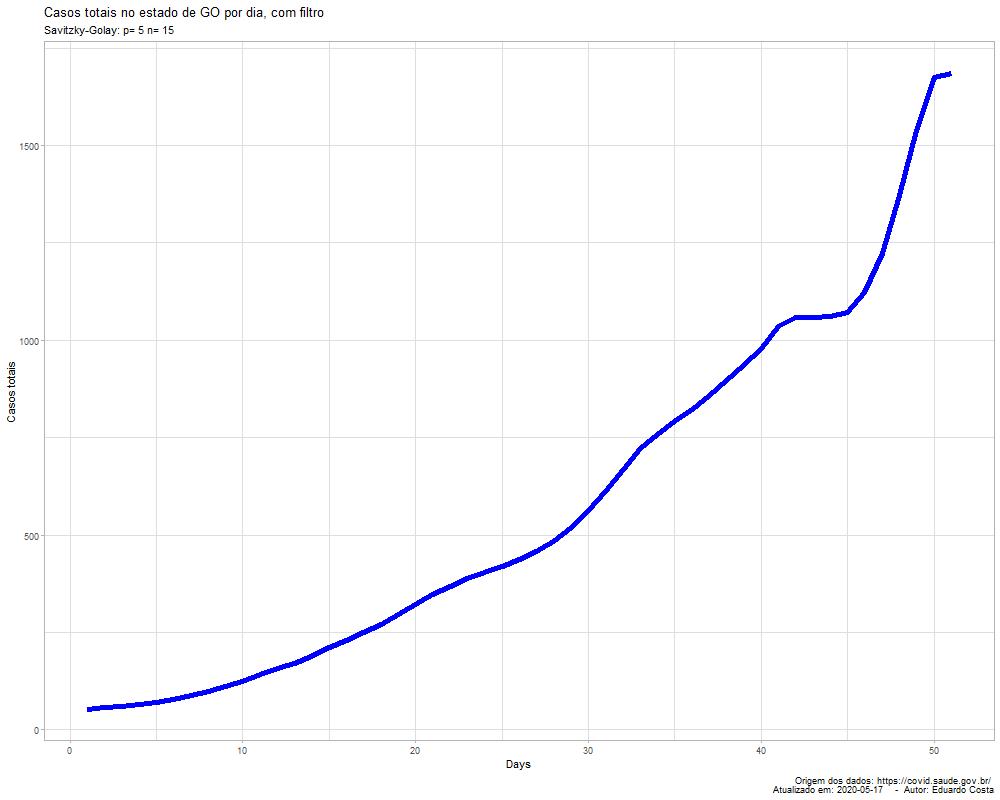 Casos totais no estado de GO por dia, com filtro
Savitzky-Golay: p= 5 n= 15
1500
1000
500
0
Casos totais
0 10 20 30 40 50
Days
Origem dos dados: https://covid.saude.gov.br/
Atualizado em: 2020-05-17 - Autor: Eduardo Costa